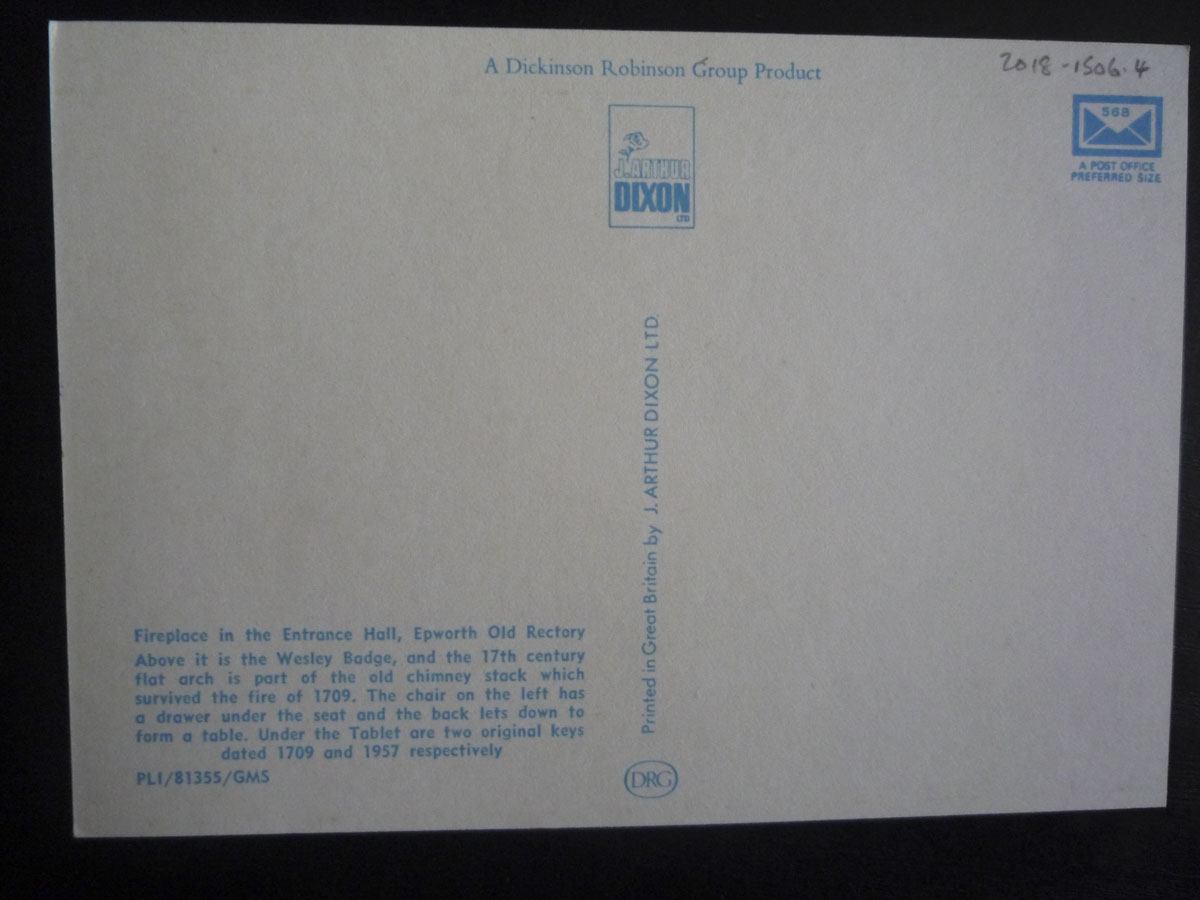 A Dickinson Robinson Group Product
2018-1506.4
J. ARTHUR
DIXON
LTD
568
A POST OFFICE
PREFERRED SIZE
Printed in Great Britain by J. ARTHUR DIXON LTD.
Fireplace in the Entrance Hall, Epworth Old Rectory
Above it is the Wesley Badge, and the 17th century
flat arch is part of the old chimney stack which
survived the fire of 1709. The chair on the left has
a drawer under the seat and the back lets down to
form a table. Under the Tablet are two original keys
dated 1709 and 1957 respectively
PLI/81355/GMS
DRG